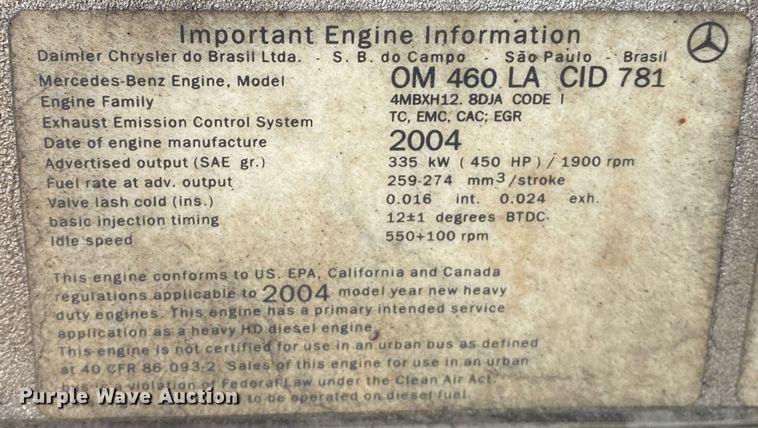 Important Engine Information
Daimler Chrysler do Brasil Ltda. - S. B. do Campo - São Paulo - Brasil
Mercedes-Benz Engine, Model OM 460 LA CID 781
Engine Family 4MBXH12. 8DJA CODE I
Exhaust Emission Control System TC, EMC, CAC; EGR
Date of engine manufacture 2004
Advertised output (SAE gr.) 335 kW ( 450 HP) / 1900 rpm
Fuel rate at adv. output 259-274 mm3/stroke
Valve lash cold (ins.) 0.016 int. 0.024 exh.
basic injection timing 12±1 degrees BTDC
Idle speed 550+100 rpm
This engine conforms to US. EPA, California and Canada
regulations applicable to 2004 model year new heavy
duty engines. This engine has a primary intended service
application as a heavy HD diesel engine.
This engine is not certified for use in an urban bus as defined
at 40 CFR 86.093-2. Sales of this engine for use in an urban
violation of Federal Law under the Clean Air Act.
to be operated on diesel fuel
Purple Wave Auction